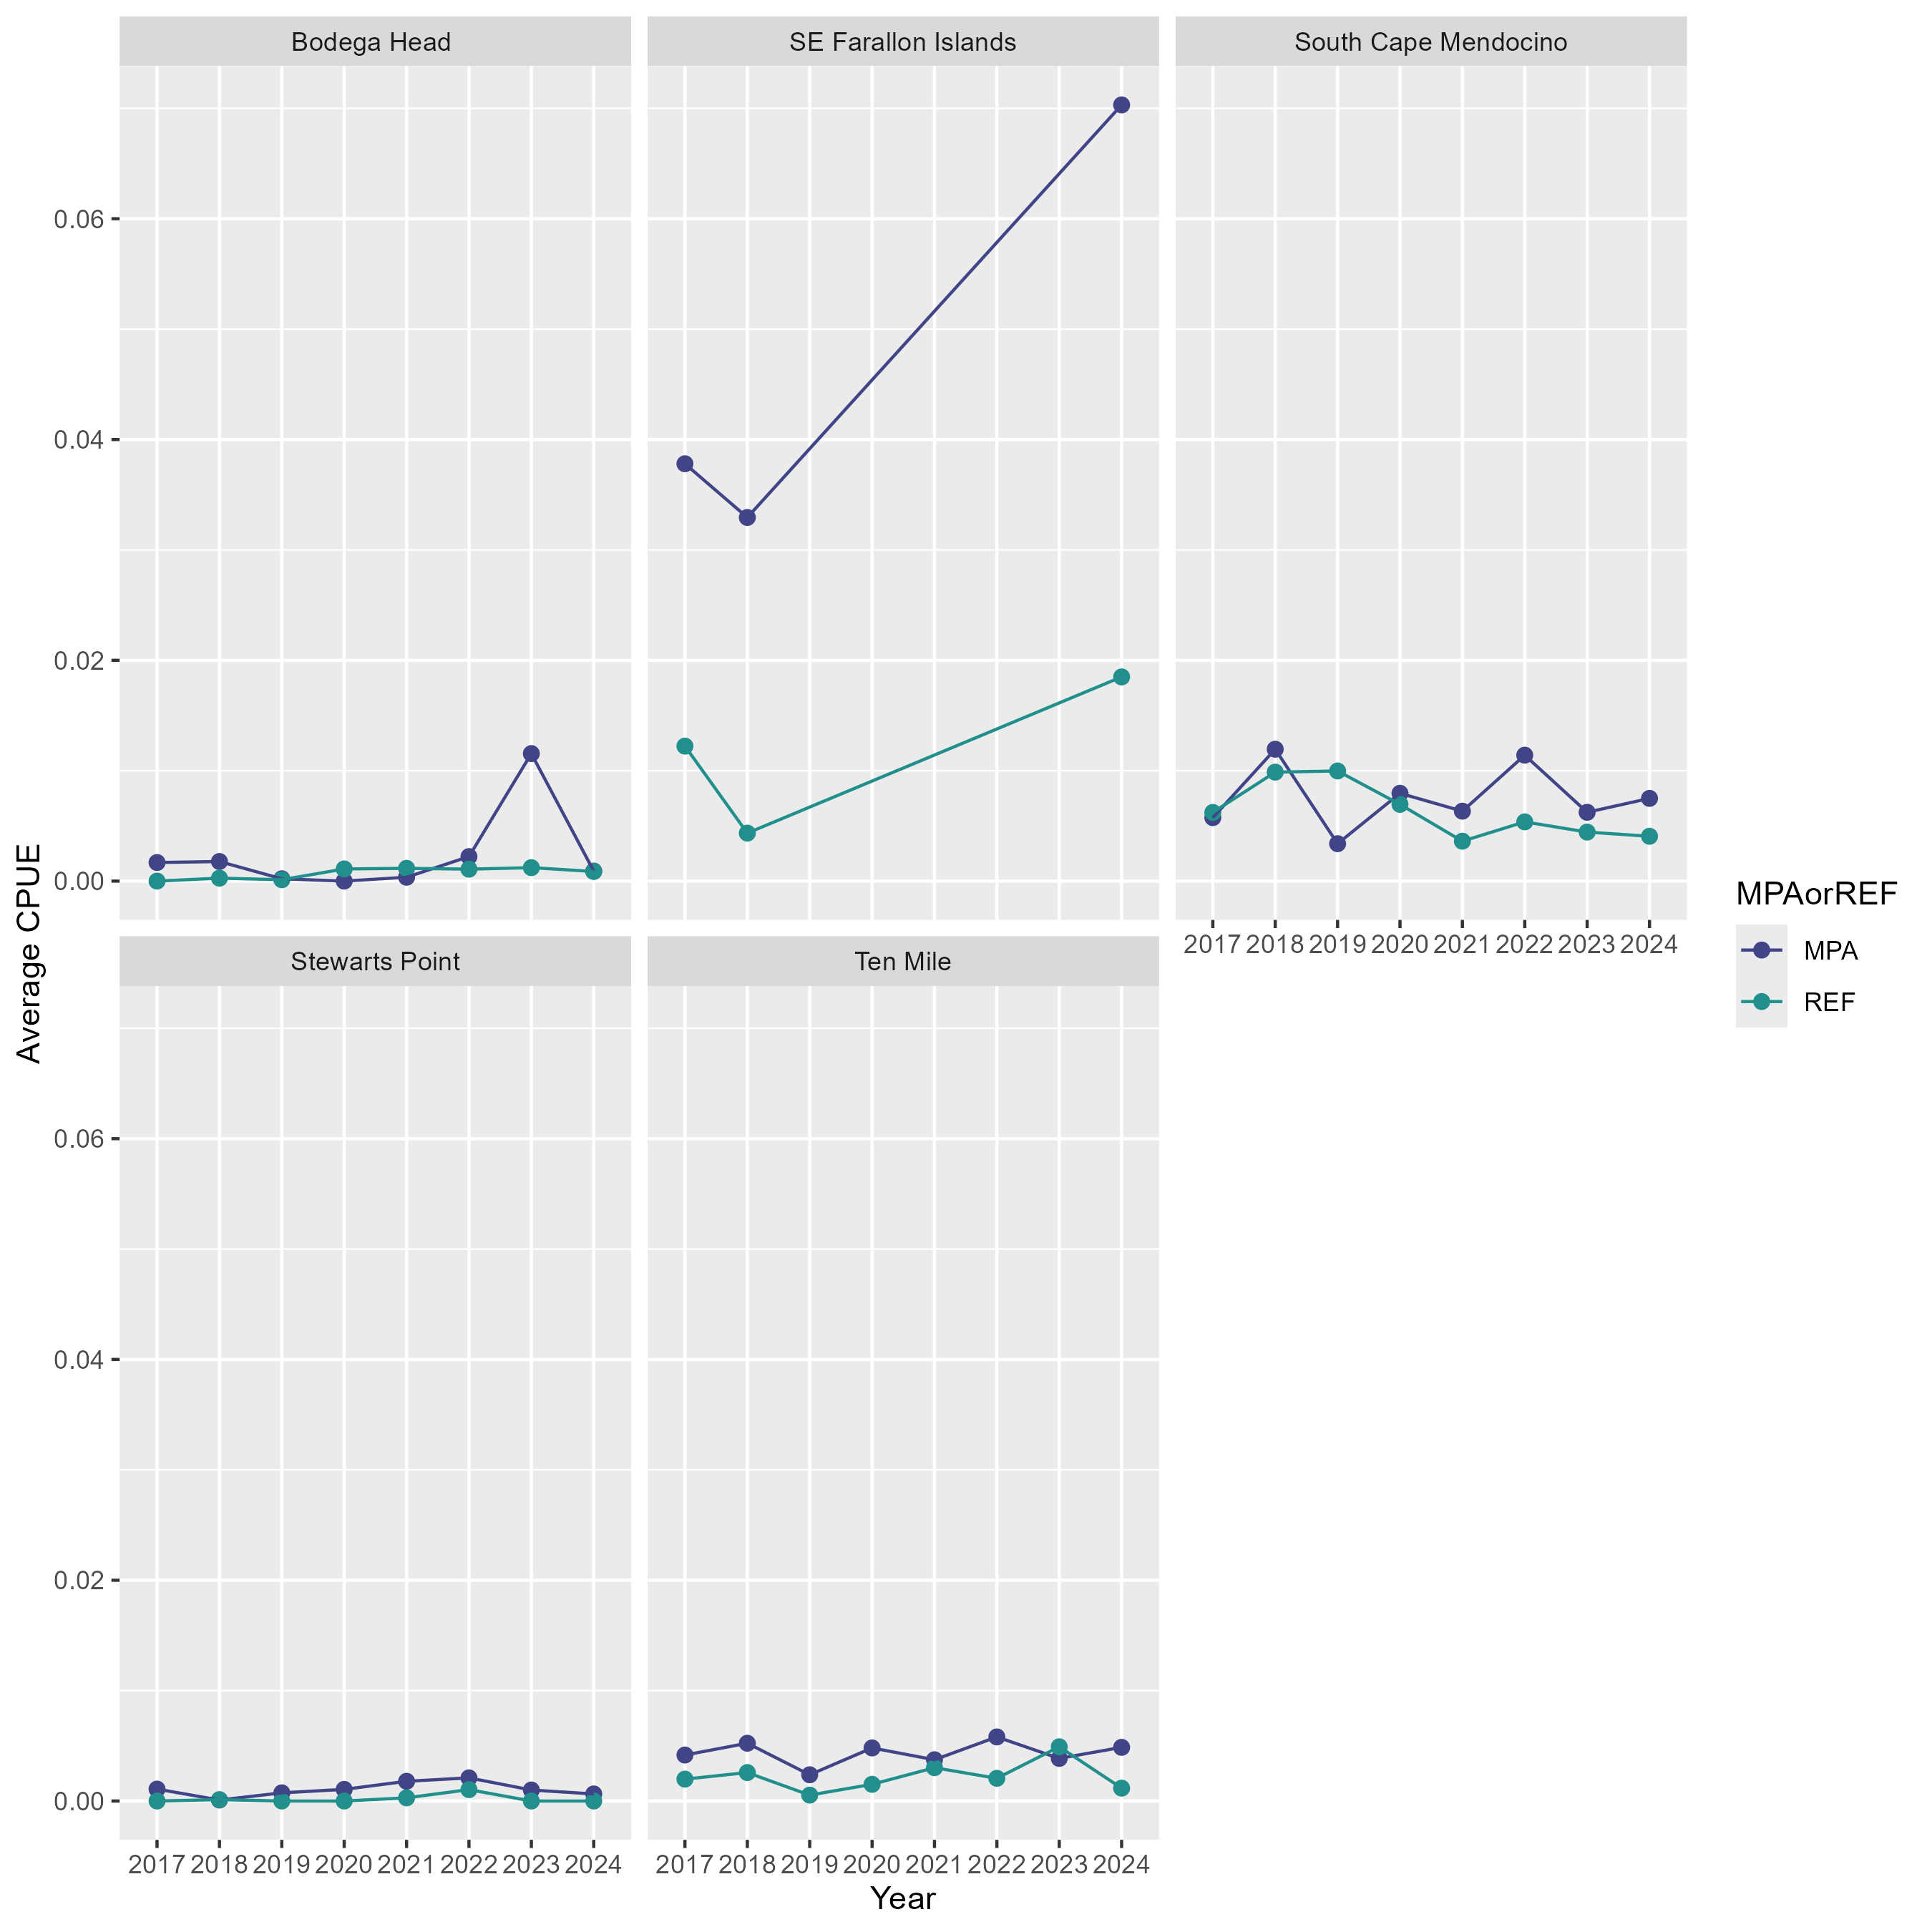 Bodega Head
SE Farallon Islands
South Cape Mendocino
0.06
0.04
0.02
0.00
2017 2018 2019 2020 2021 2022 2023 2024
Stewarts Point
Ten Mile
0.06
0.04
0.02
0.00
2017 2018 2019 2020 2021 2022 2023 2024
2017 2018 2019 2020 2021 2022 2023 2024
Year
Average CPUE
MPAorREF
MPA
REF